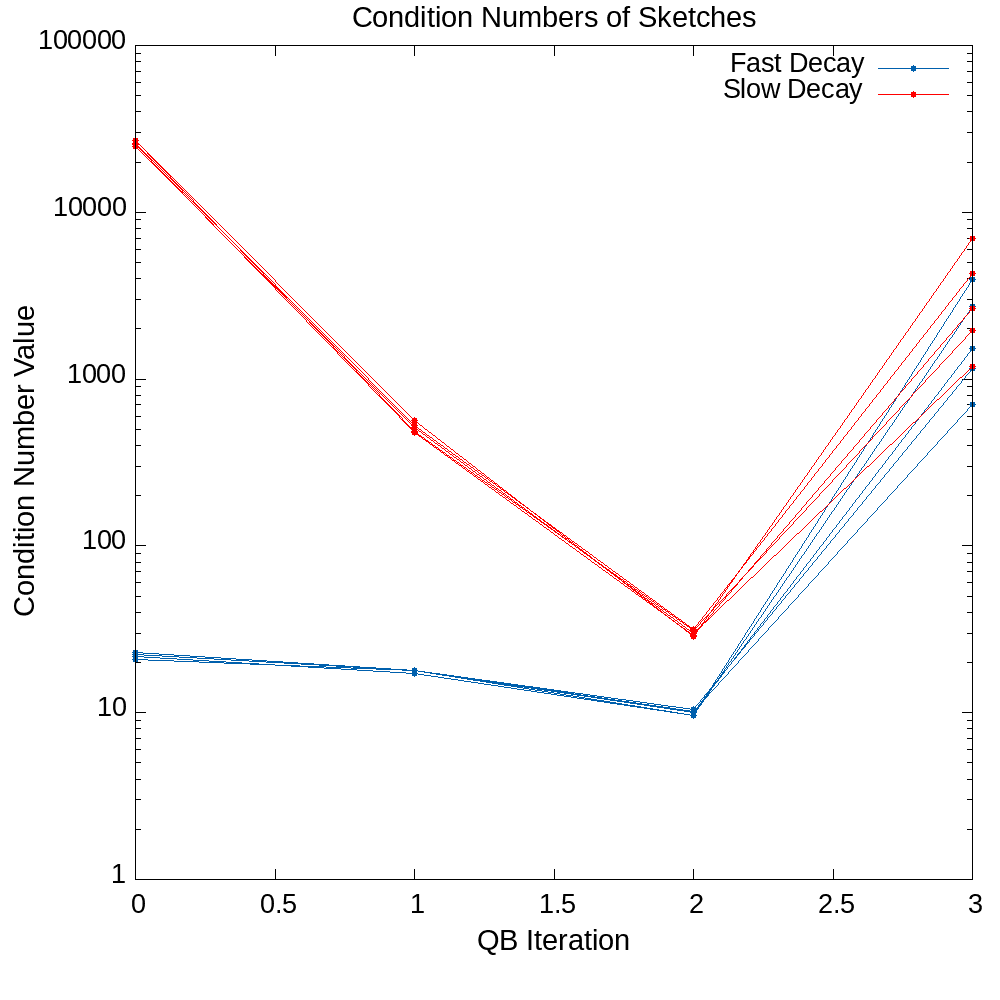 Condition Numbers of Sketches
100000
10000
1000
100
10
1
Condition Number Value
Fast Decay
Slow Decay
0 0.5 1 1.5 2 2.5 3
QB Iteration